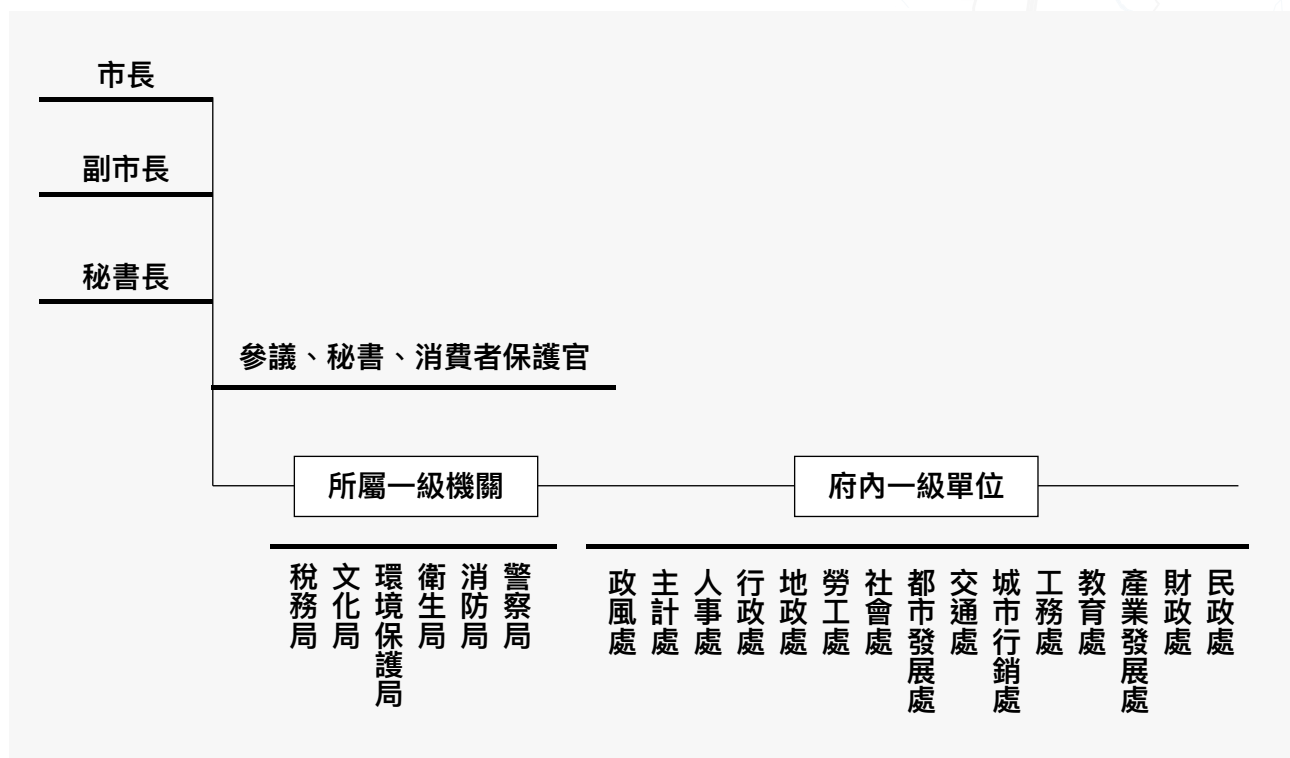 市長
副市長
秘書長
參議、秘書、消費者保護官
所屬一級機關
府內一級單位
警察局
消防局
衛生局
環境保護局
文化局
稅務局
民政處
財政處
產業發展處
教育處
工務處
城市行銷處
交通處
都市發展處
社會處
勞工處
地政處
行政處
人事處
主計處
政風處